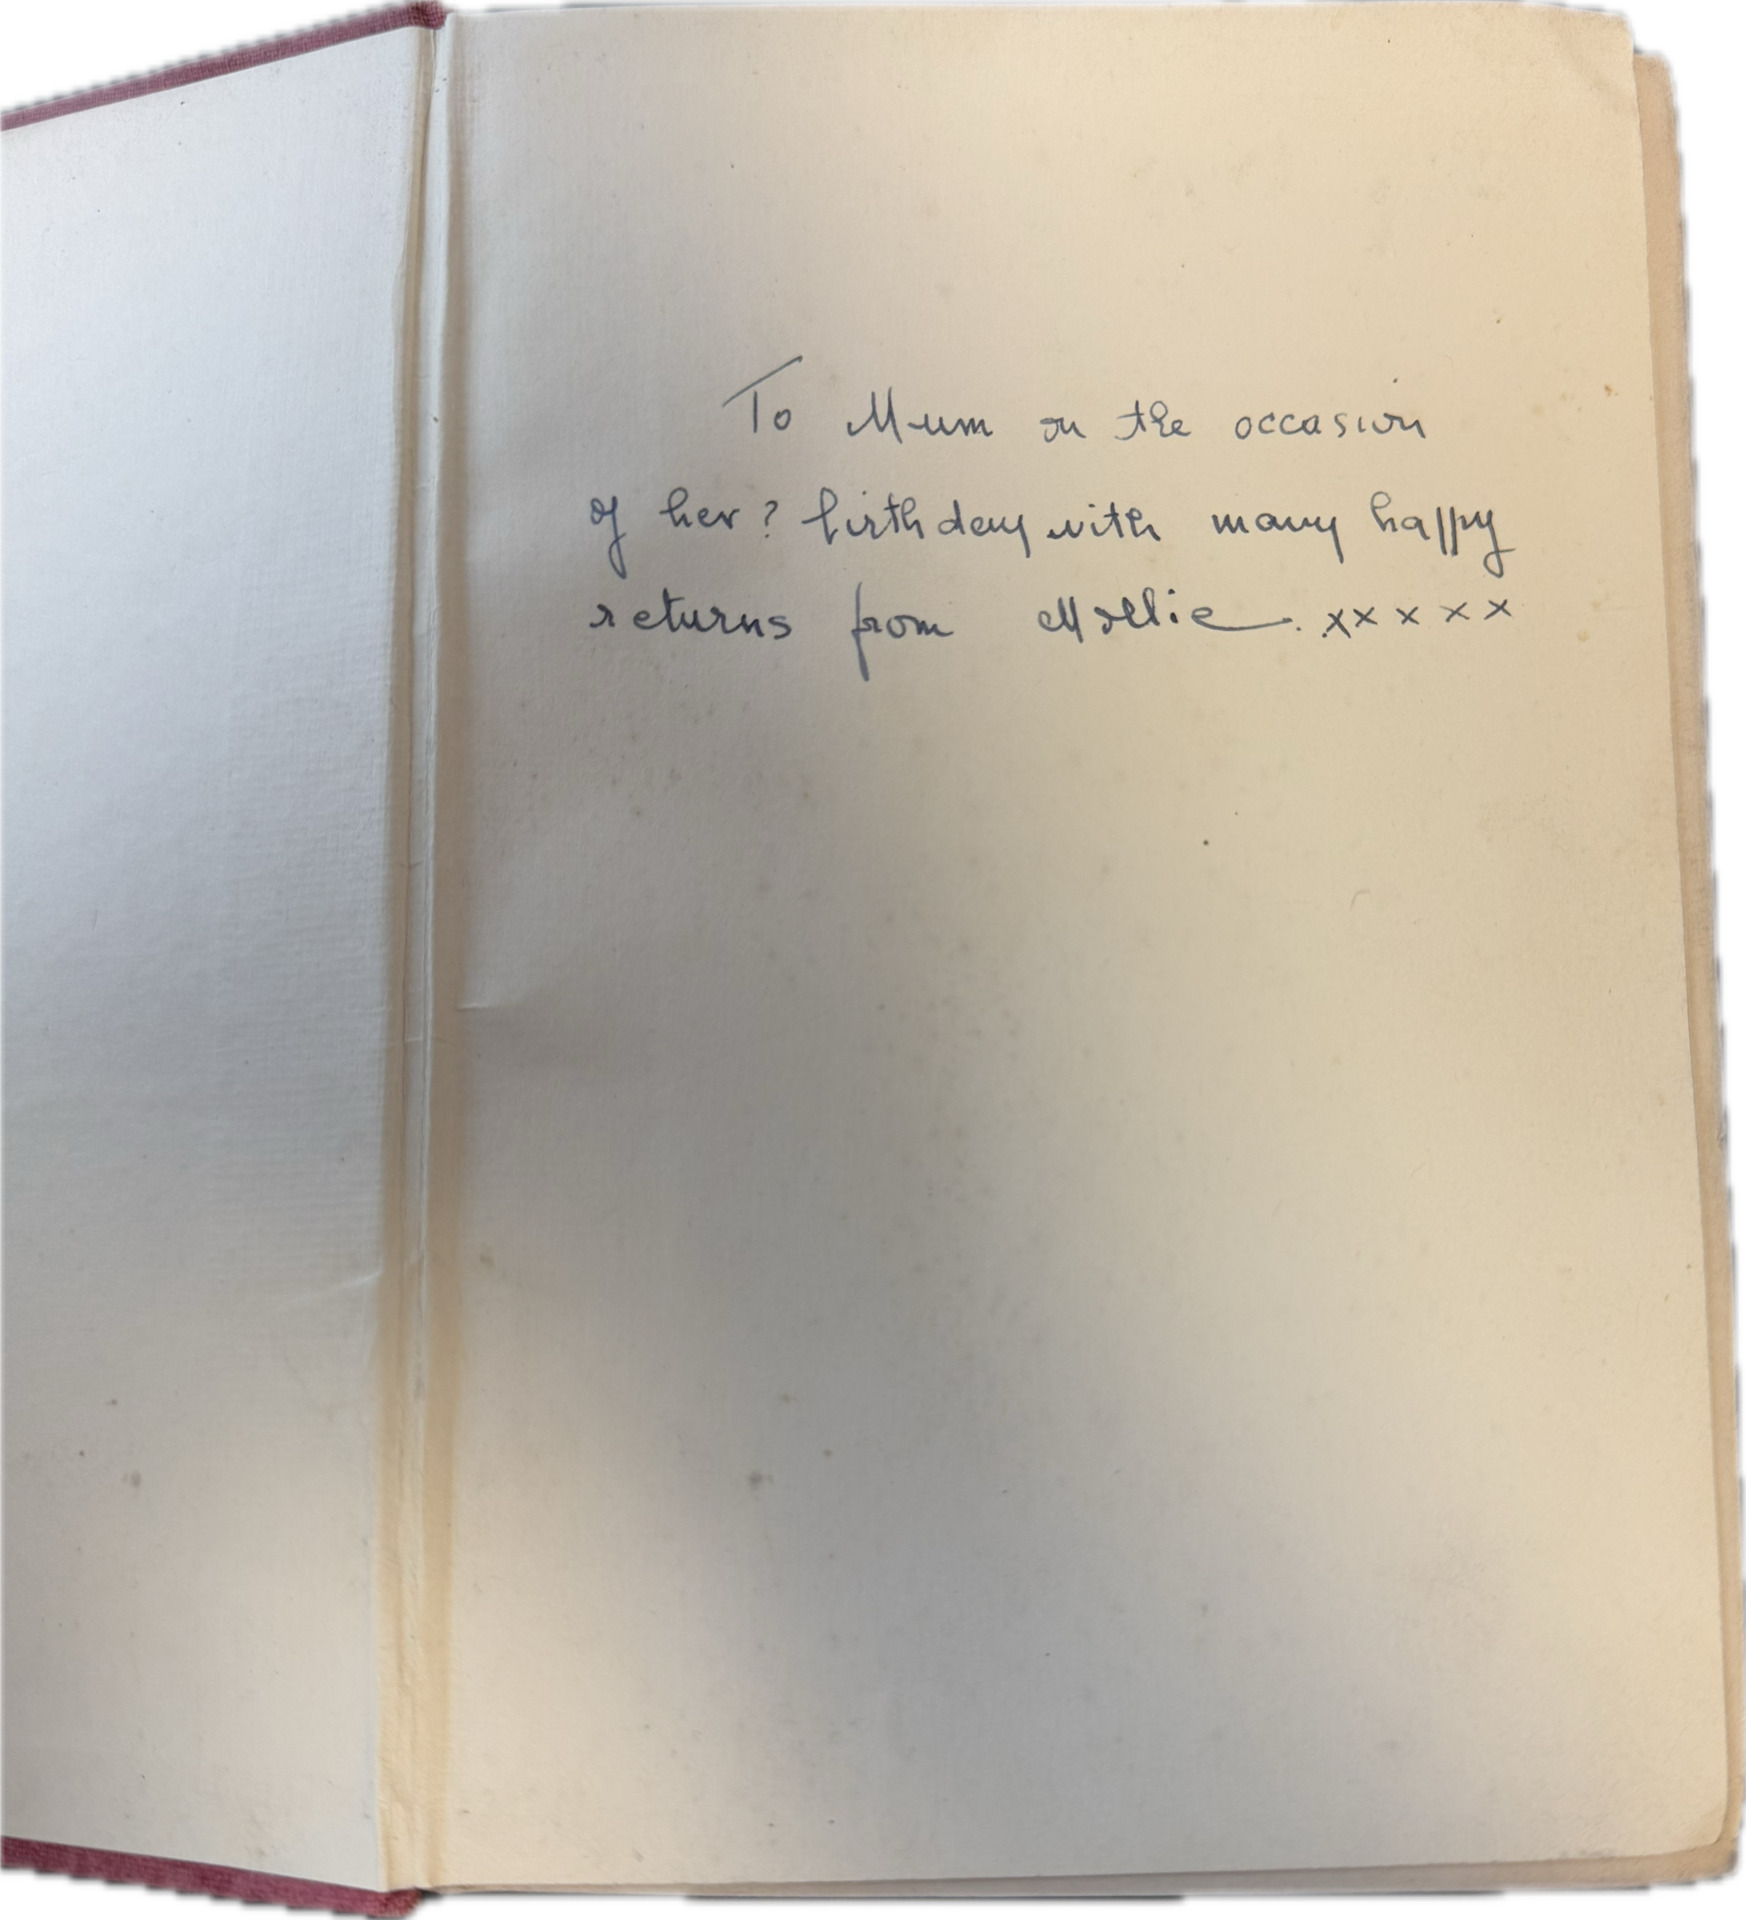 To Mum on the occasion
of her? birthday with many happy
returns from Mollie. xxxxx